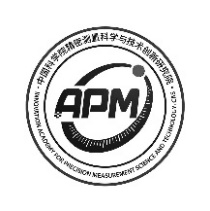 中国科学院精密测量科学与技术创新研究院
APM
INNOVATION ACADEMY FOR PRECISION MEASUREMENT SCIENCE AND TECHNOLOGY, CAS